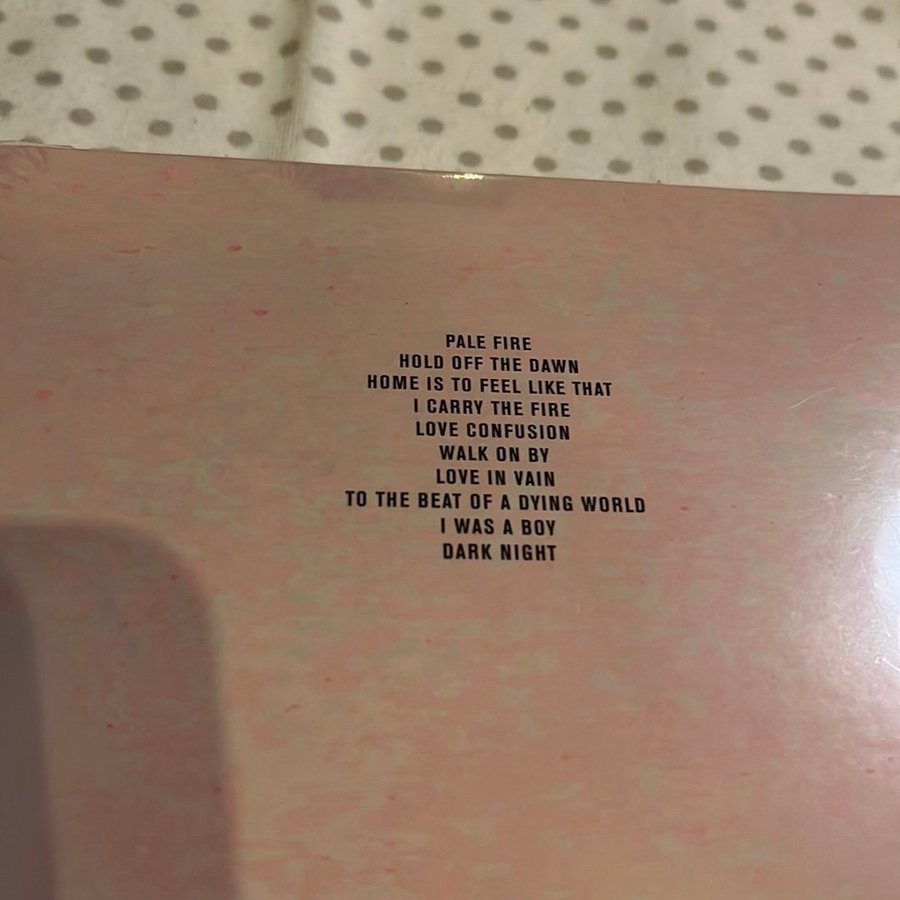 PALE FIRE
HOLD OFF THE DAWN
HOME IS TO FEEL LIKE THAT
I CARRY THE FIRE
LOVE CONFUSION
WALK ON BY
LOVE IN VAIN
TO THE BEAT OF A DYING WORLD
I WAS A BOY
DARK NIGHT